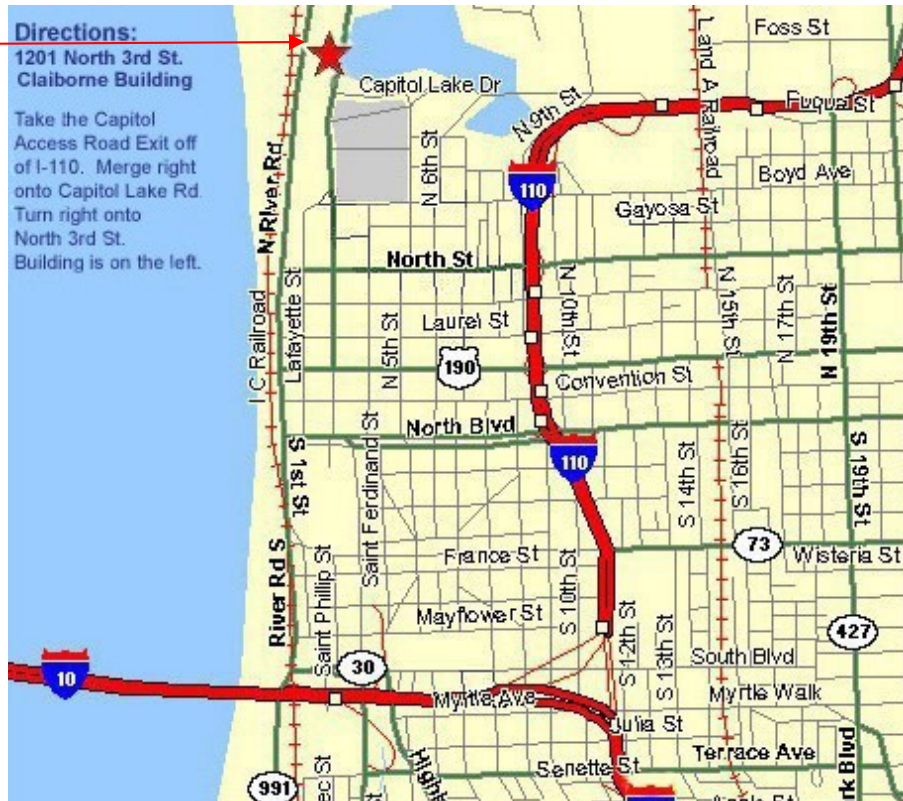 Directions:
1201 North 3rd St.
Claiborne Building
Take the Capitol
Access Road Exit off
of I-110. Merge right
onto Capitol Lake Rd.
Turn right onto
North 3rd St.
Building is on the left.
Foss St
Land A Railroad
Capitol Lake Dr
N 9th St
Fuqua St
N River Rd
N 6th St
110
Boyd Ave
Gayosa St
North St
N 10th St
N 15th St
N 17th St
N 19th St
I C Railroad
Lafayette St
N 5th St
Laurel St
190
Convention St
North Blvd
S 1st St
Saint Ferdinand St
110
S 14th St
S 16th St
S 19th St
73
Wisteria St
France St
River Rd S
Saint Phillip St
S 10th St
Mayflower St
S 12th St
S 13th St
427
South Blvd
30
10
Myrtle Ave
Myrtle Walk
Julia St
Terrace Ave
Senette St
991